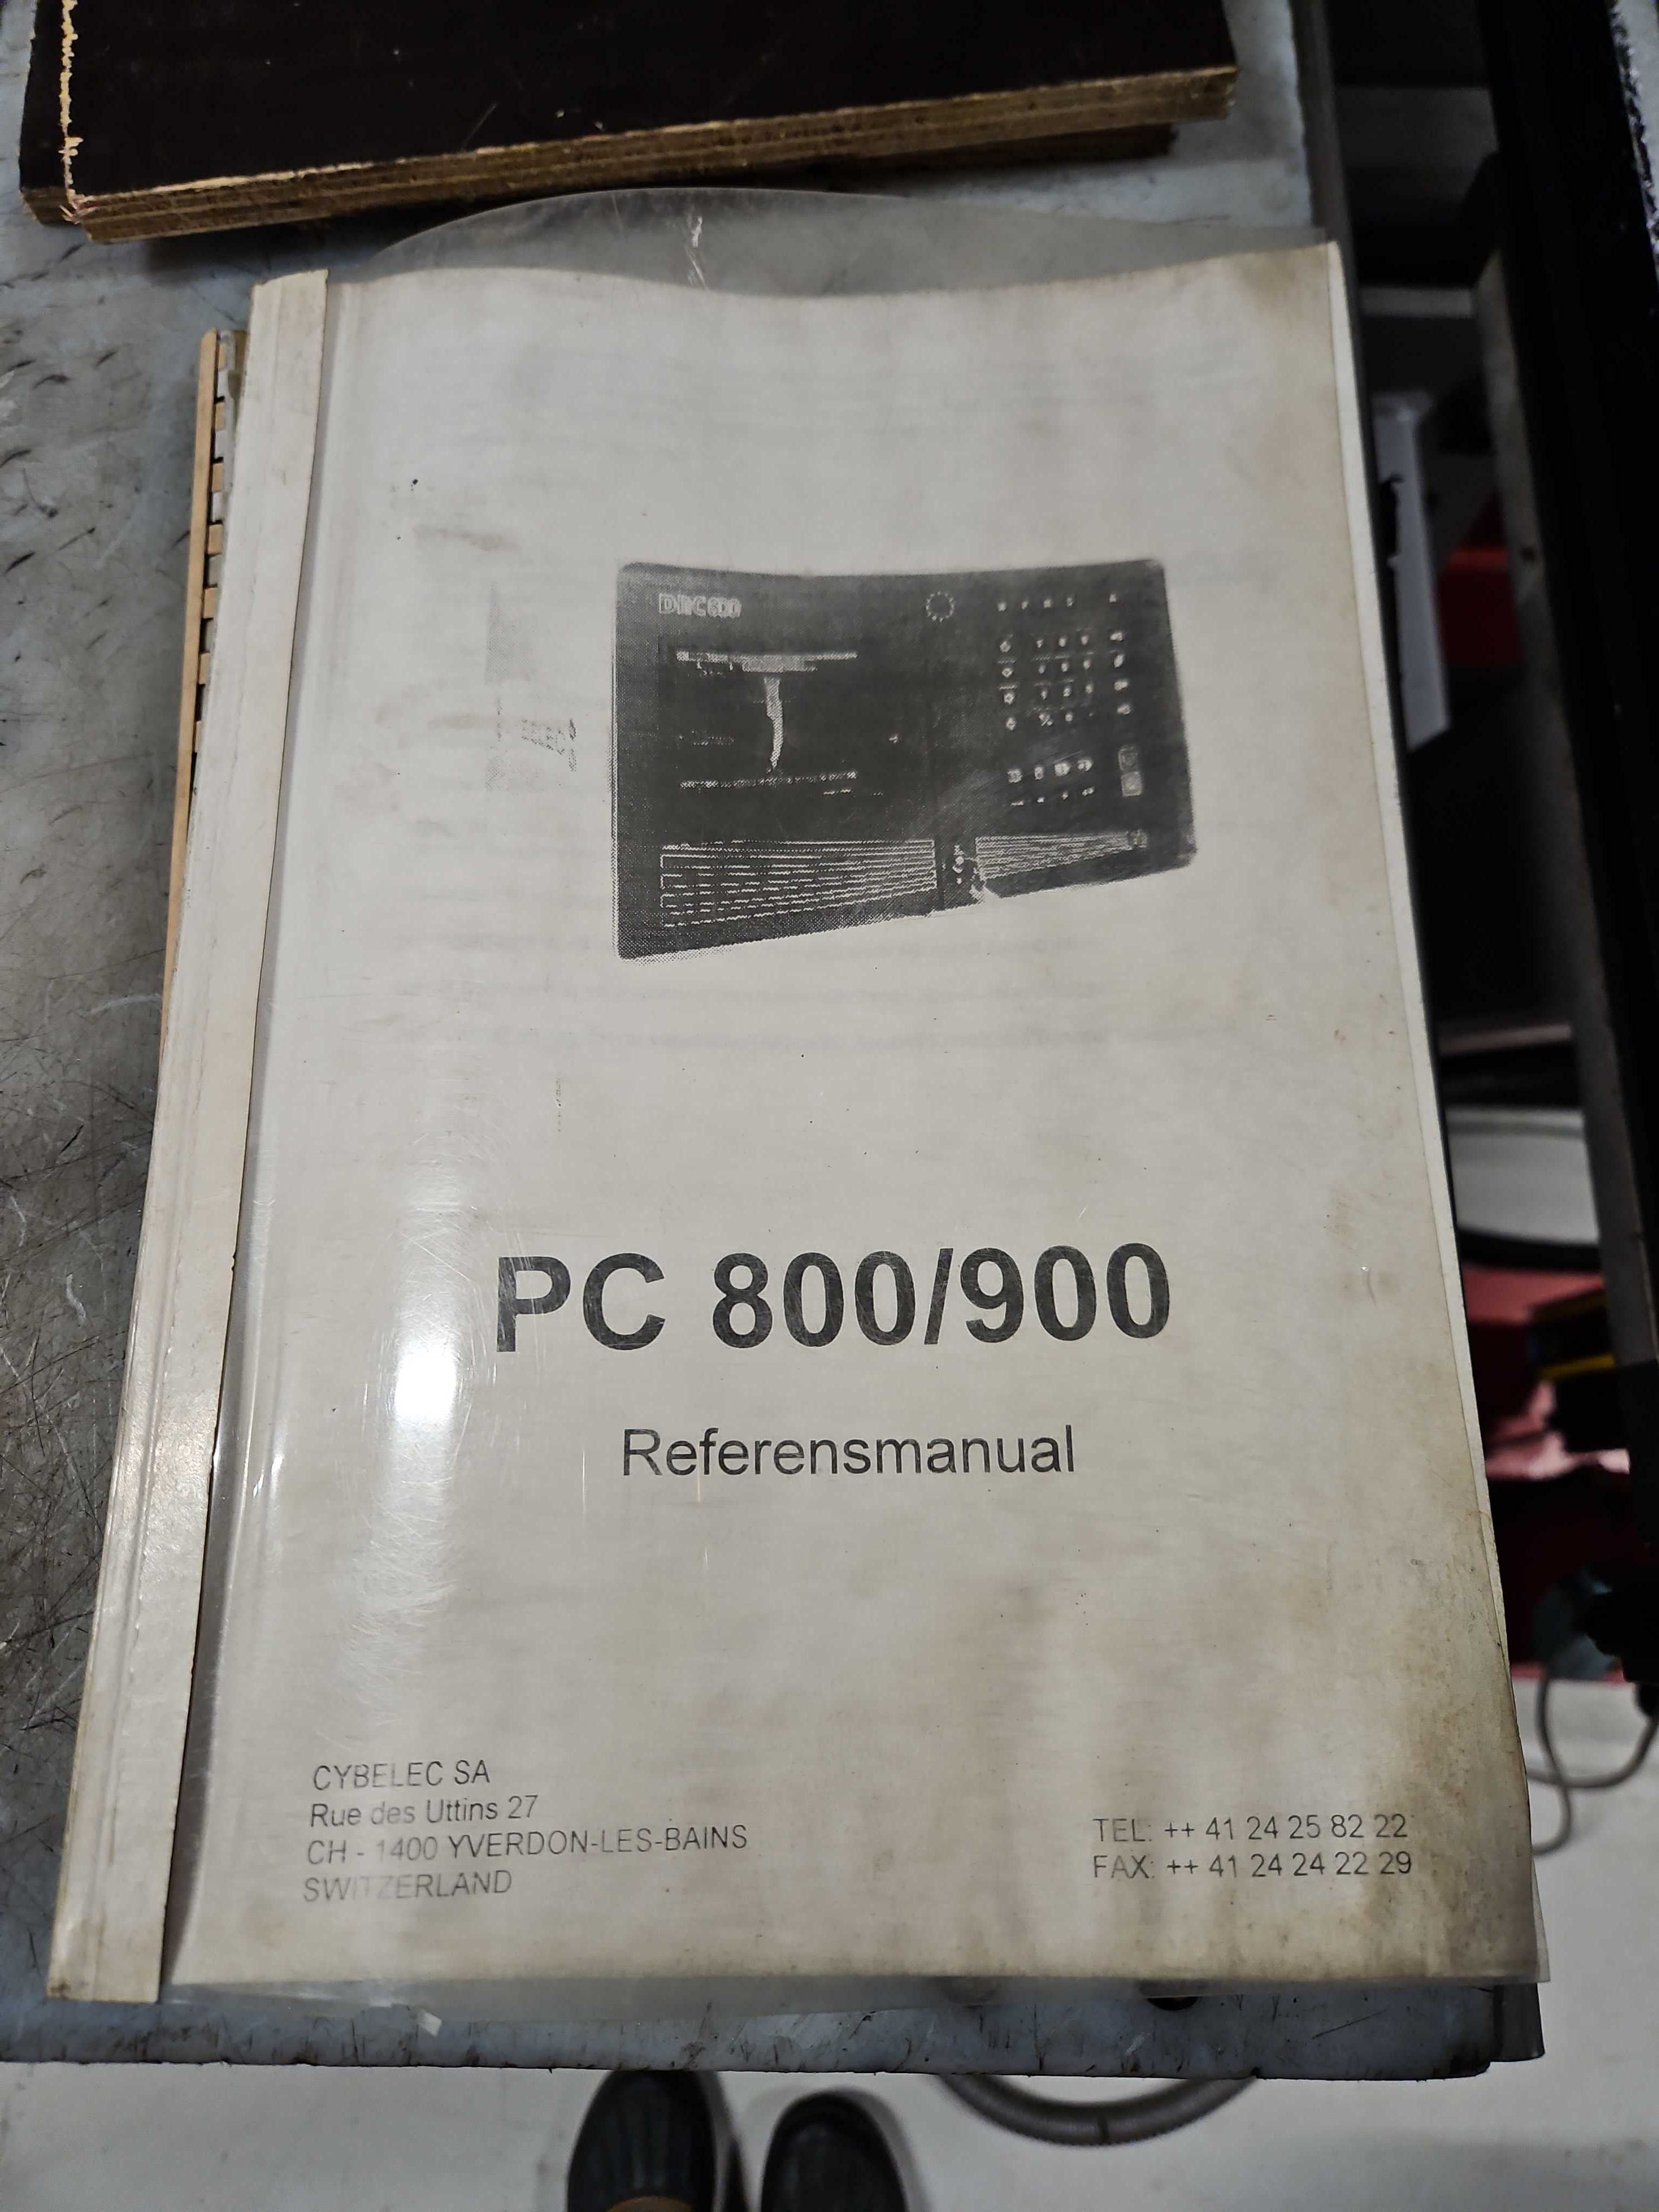 PC 800/900
Referensmanual
CYBELEC SA
Rue des Uttins 27
CH - 1400 YVERDON-LES-BAINS
SWITZERLAND
TEL: ++ 41 24 25 82 22
FAX: ++ 41 24 24 22 29